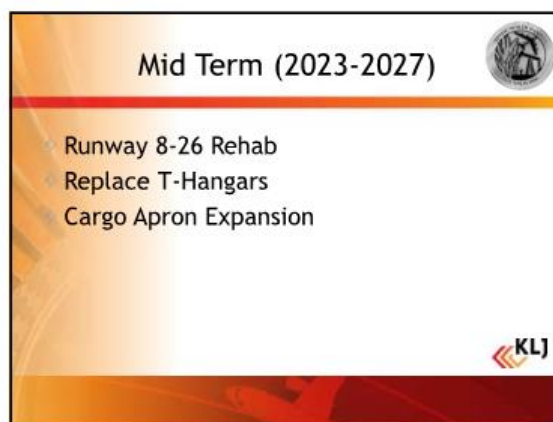 Mid Term (2023-2027)
Runway 8-26 Rehab
Replace T-Hangars
Cargo Apron Expansion
KLJ